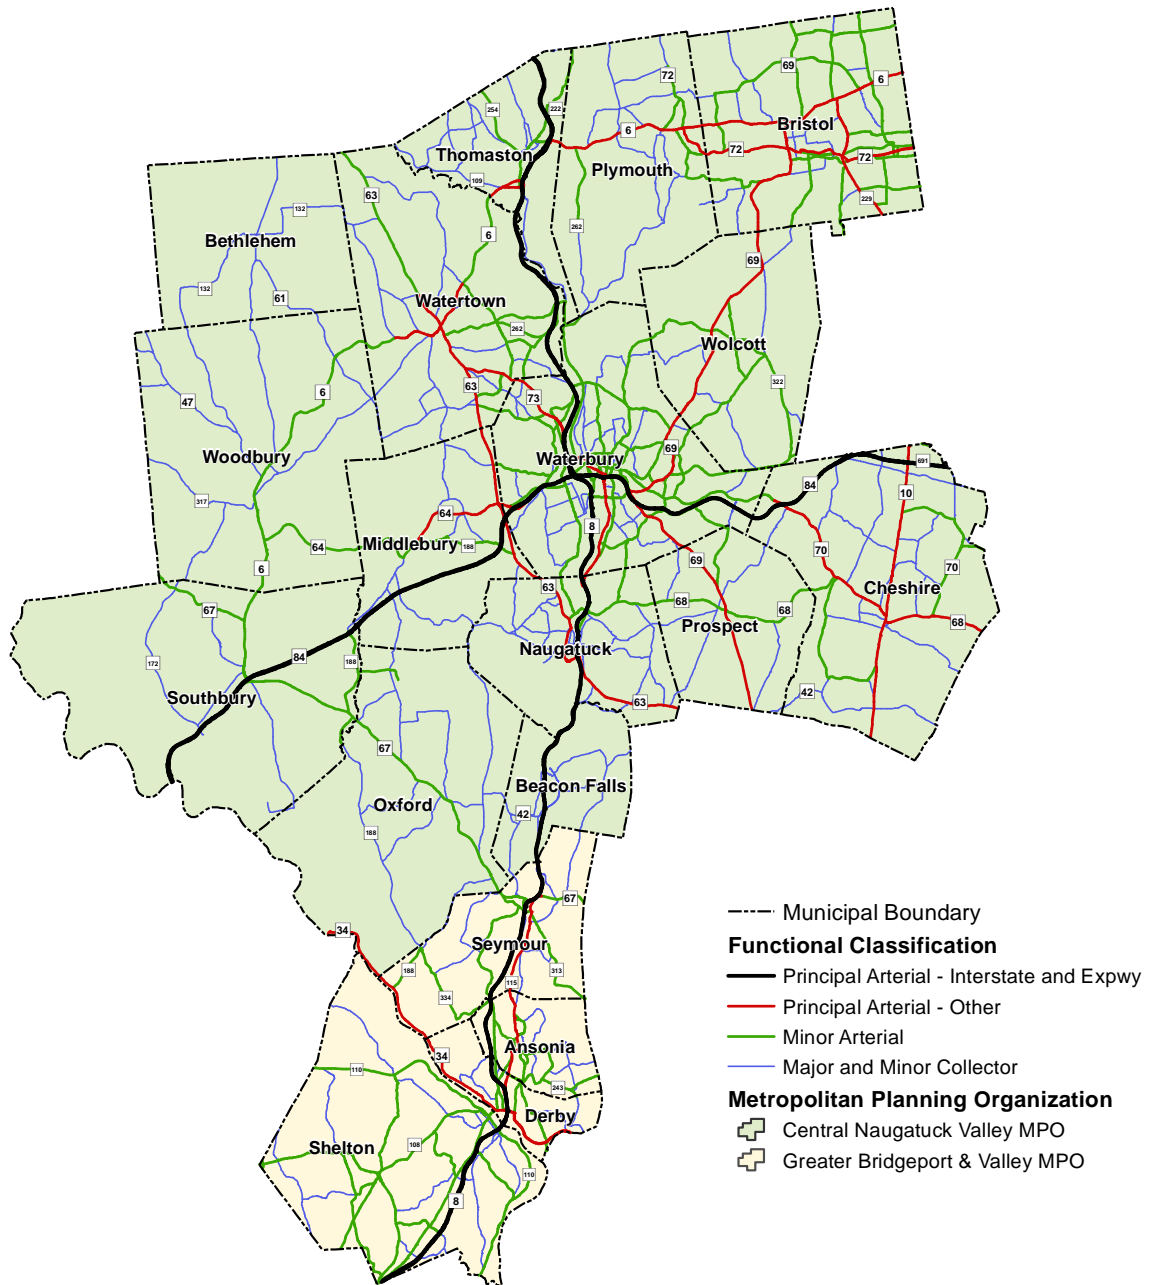 72
69
6
254
222
Bristol
6
Thomaston
72
72
Plymouth
109
63
229
132
262
6
Bethlehem
69
132
61
Watertown
262
Wolcott
322
63
6
73
47
69
Woodbury
Waterbury
691
84
10
317
64
8
64
Middlebury
188
70
69
6
70
63
Cheshire
67
68
68
68
Prospect
Naugatuck
84
188
172
42
Southbury
63
67
Beacon Falls
Oxford
42
188
67
34
Seymour
188
313
115
334
Ansonia
34
110
243
Derby
108
Shelton
110
8
Municipal Boundary
Functional Classification
Principal Arterial - Interstate and Expwy
Principal Arterial - Other
Minor Arterial
Major and Minor Collector
Metropolitan Planning Organization
Central Naugatuck Valley MPO
Greater Bridgeport & Valley MPO